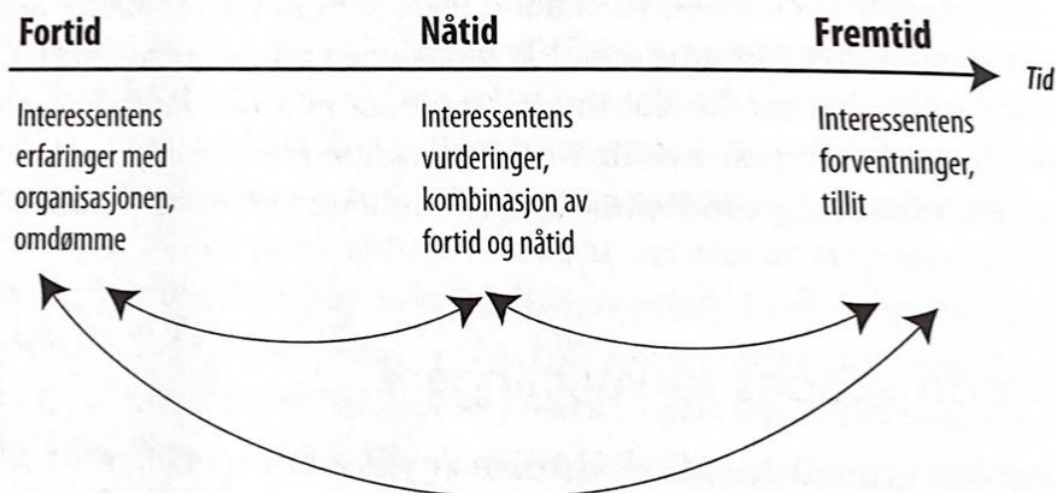 Fortid
Nåtid
Fremtid
Tid
Interessentens
erfaringer med
organisasjonen,
omdømme
Interessentens
vurderinger,
kombinasjon av
fortid og nåtid
Interessentens
forventninger,
tillit